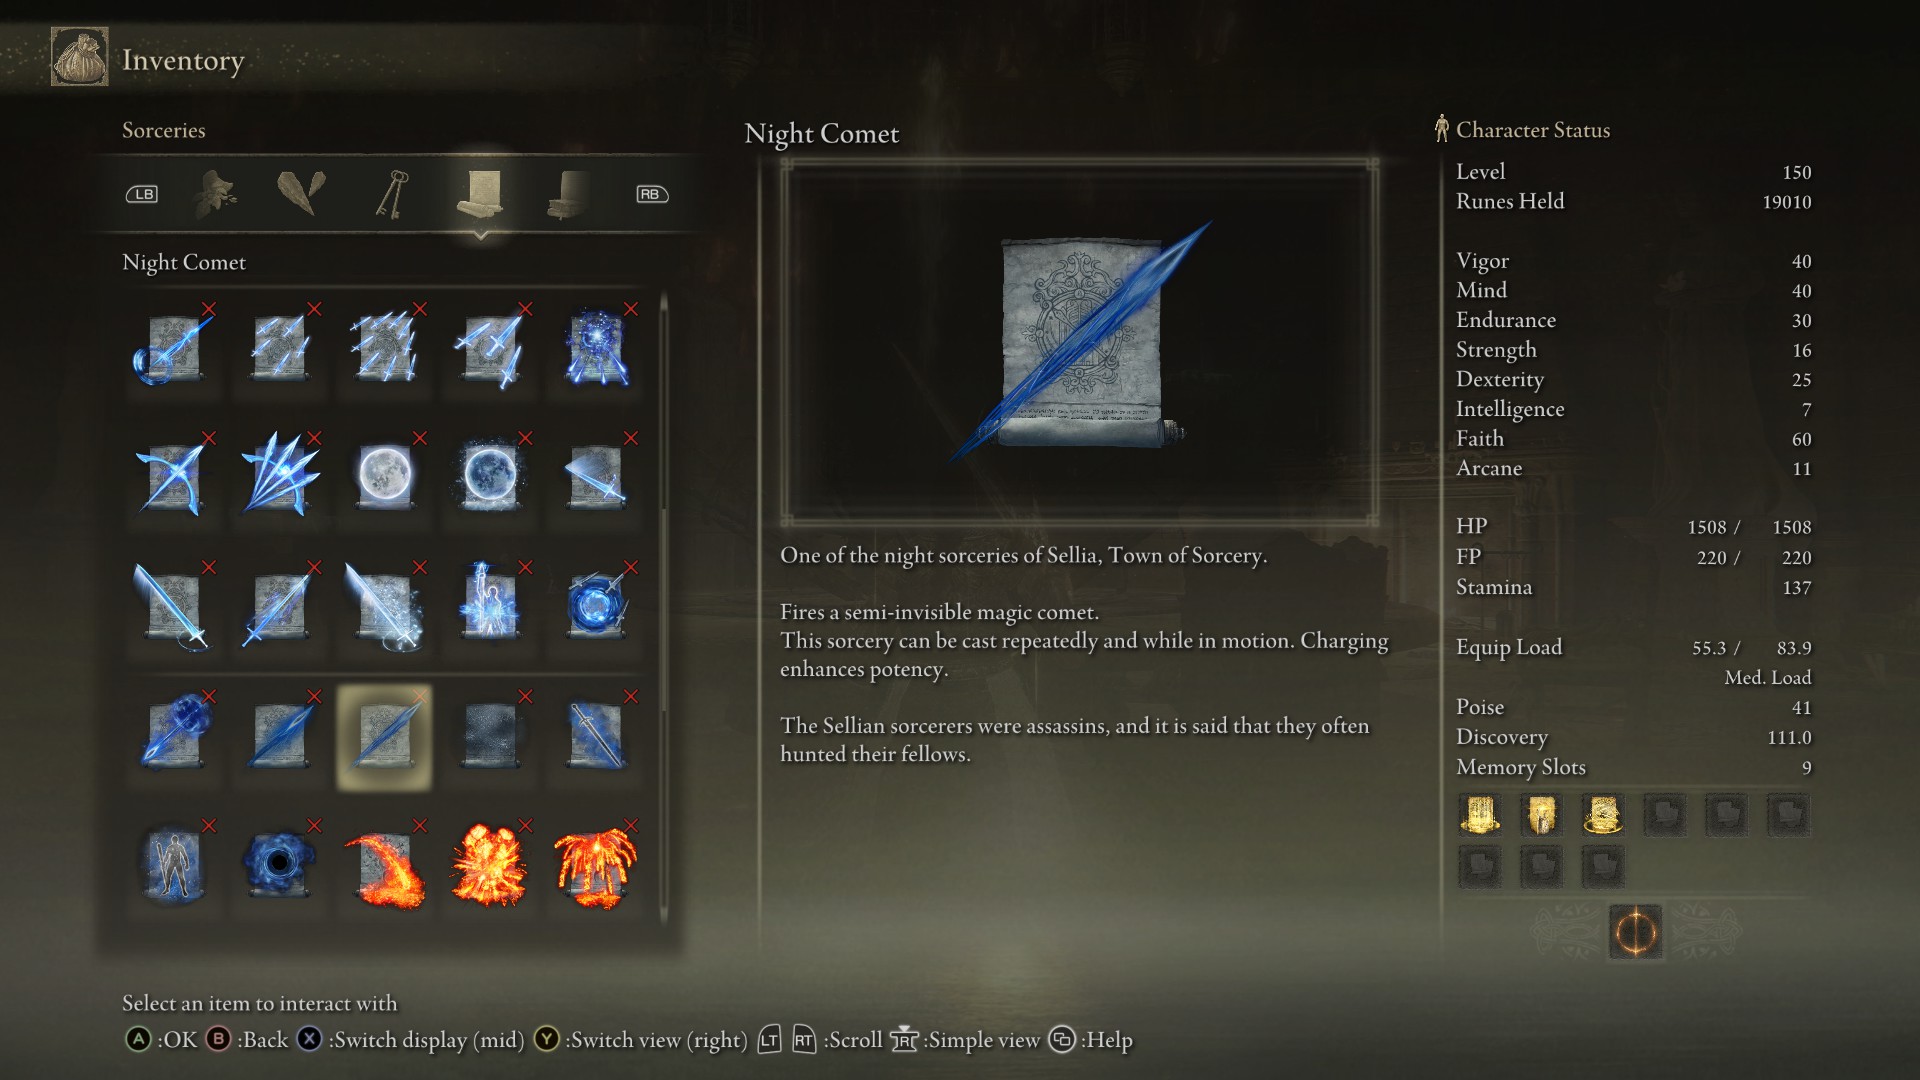 Inventory
Sorceries
LB
RB
Night Comet
Night Comet
One of the night sorceries of Sellia, Town of Sorcery.
Fires a semi-invisible magic comet.
This sorcery can be cast repeatedly and while in motion. Charging
enhances potency.
The Sellian sorcerers were assassins, and it is said that they often
hunted their fellows.
Character Status
Level 150
Runes Held 19010
Vigor 40
Mind 40
Endurance 30
Strength 16
Dexterity 25
Intelligence 7
Faith 60
Arcane 11
HP 1508 / 1508
FP 220 / 220
Stamina 137
Equip Load 55.3 / 83.9
Med. Load
Poise 41
Discovery 111.0
Memory Slots 9
Select an item to interact with
A :OK B :Back X :Switch display (mid) Y :Switch view (right) LT RT :Scroll R :Simple view :Help